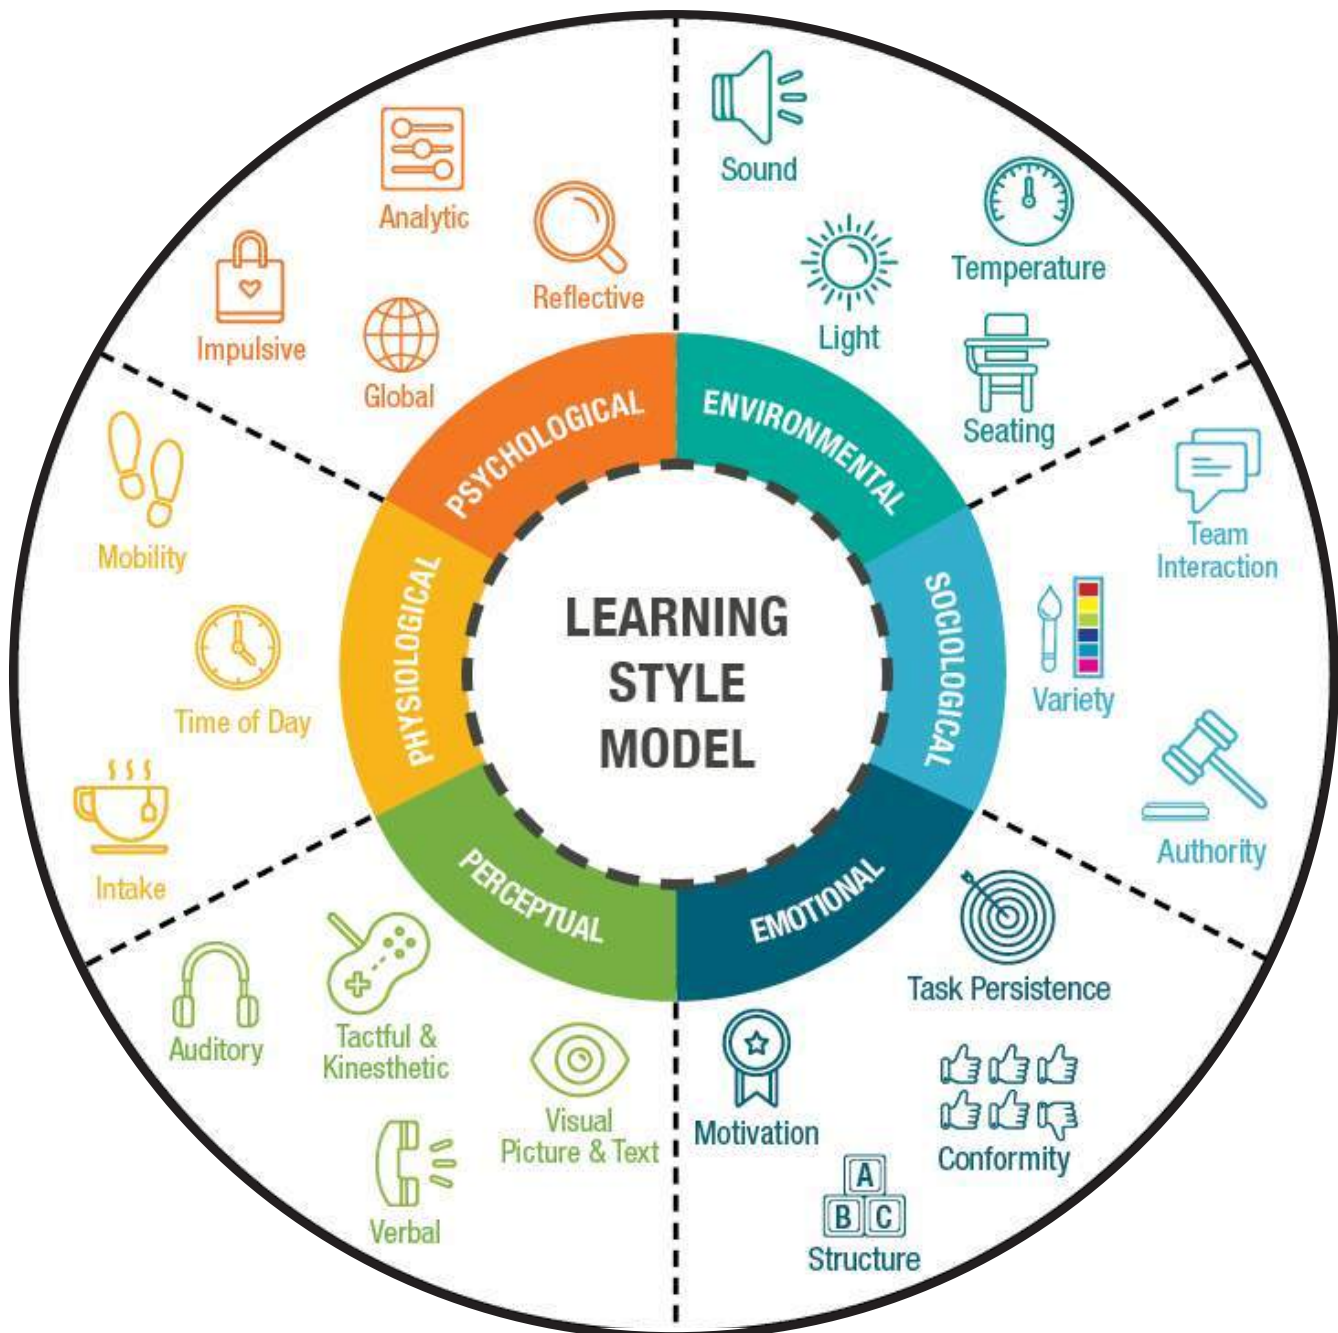 LEARNING
STYLE
MODEL
ENVIRONMENTAL
Sound
Temperature
Light
Seating
SOCIOLOGICAL
Team
Interaction
Variety
Authority
EMOTIONAL
Task Persistence
Motivation
Conformity
A
B C
Structure
PERCEPTUAL
Auditory
Tactful &
Kinesthetic
Visual
Picture & Text
Verbal
PHYSIOLOGICAL
Mobility
Time of Day
Intake
PSYCHOLOGICAL
Analytic
Reflective
Impulsive
Global